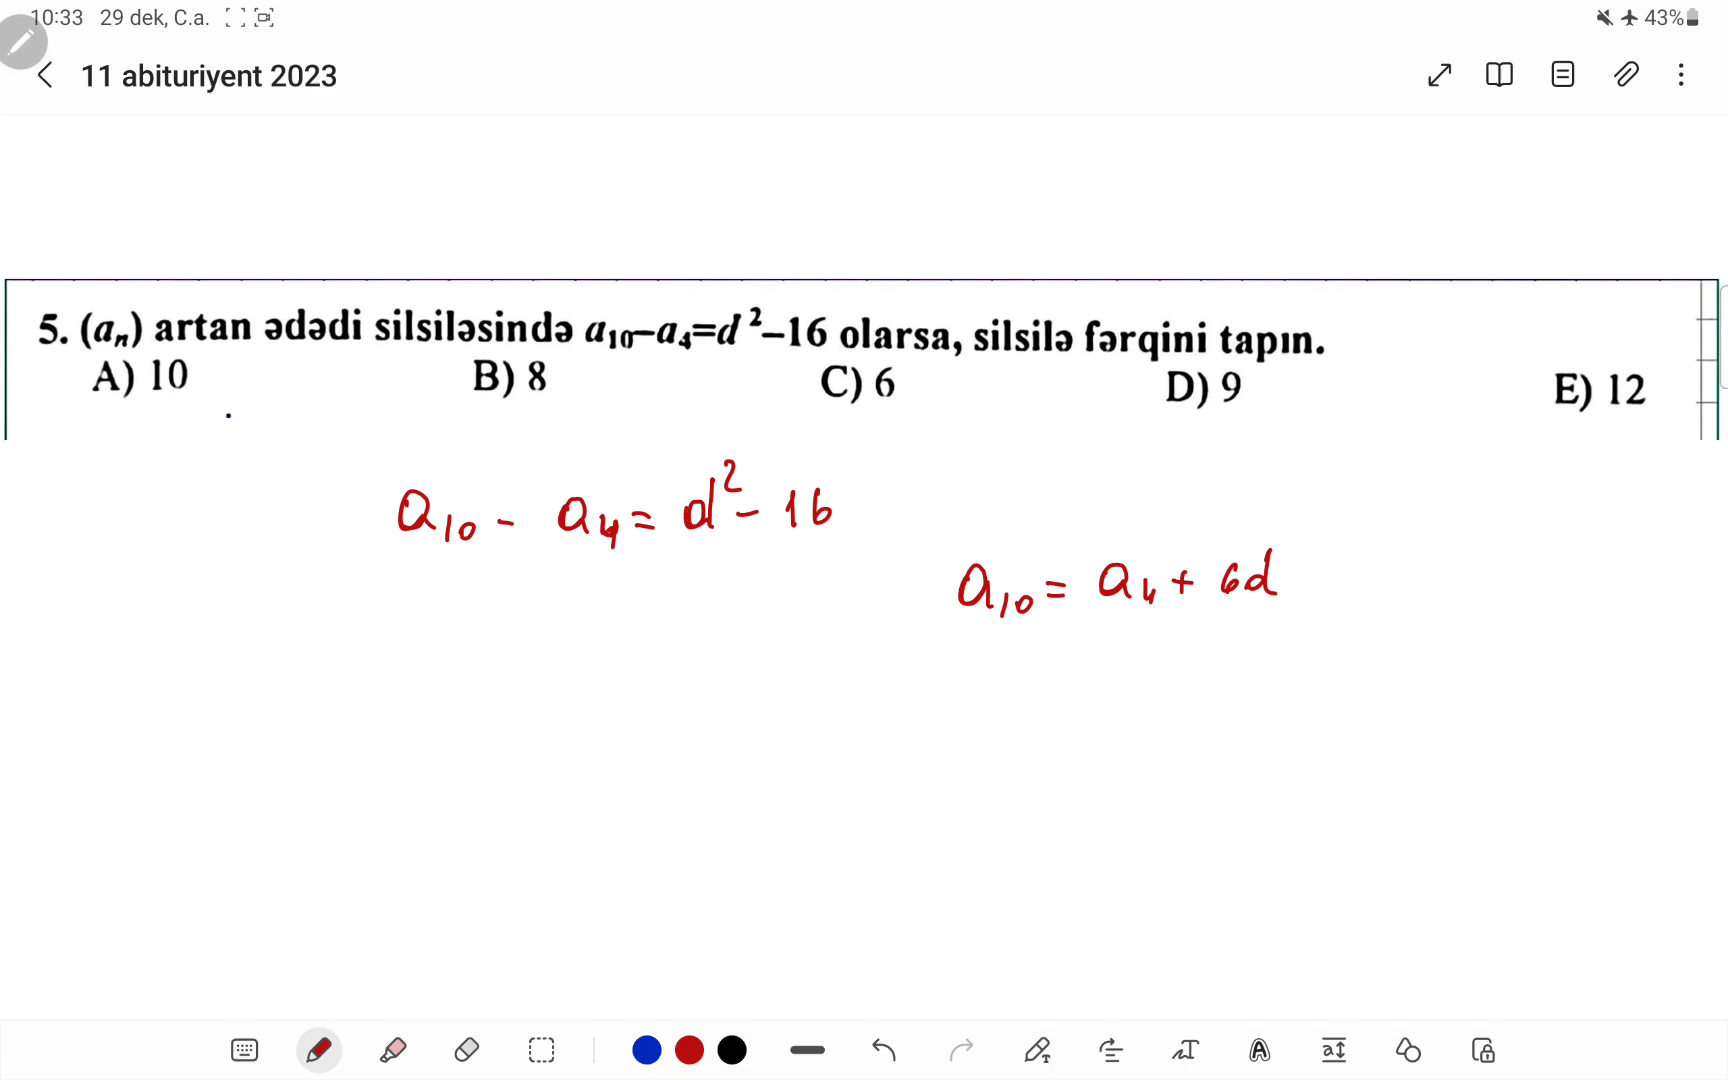 10:33 29 dek, C.a. 43%
11 abituriyent 2023
5. (aₙ) artan ədədi silsiləsində a₁₀–a₄=d²–16 olarsa, silsilə fərqini tapın.
A) 10 B) 8 C) 6 D) 9 E) 12
a₁₀ - a₄ = d² - 16
a₁₀ = a₄ + 6d